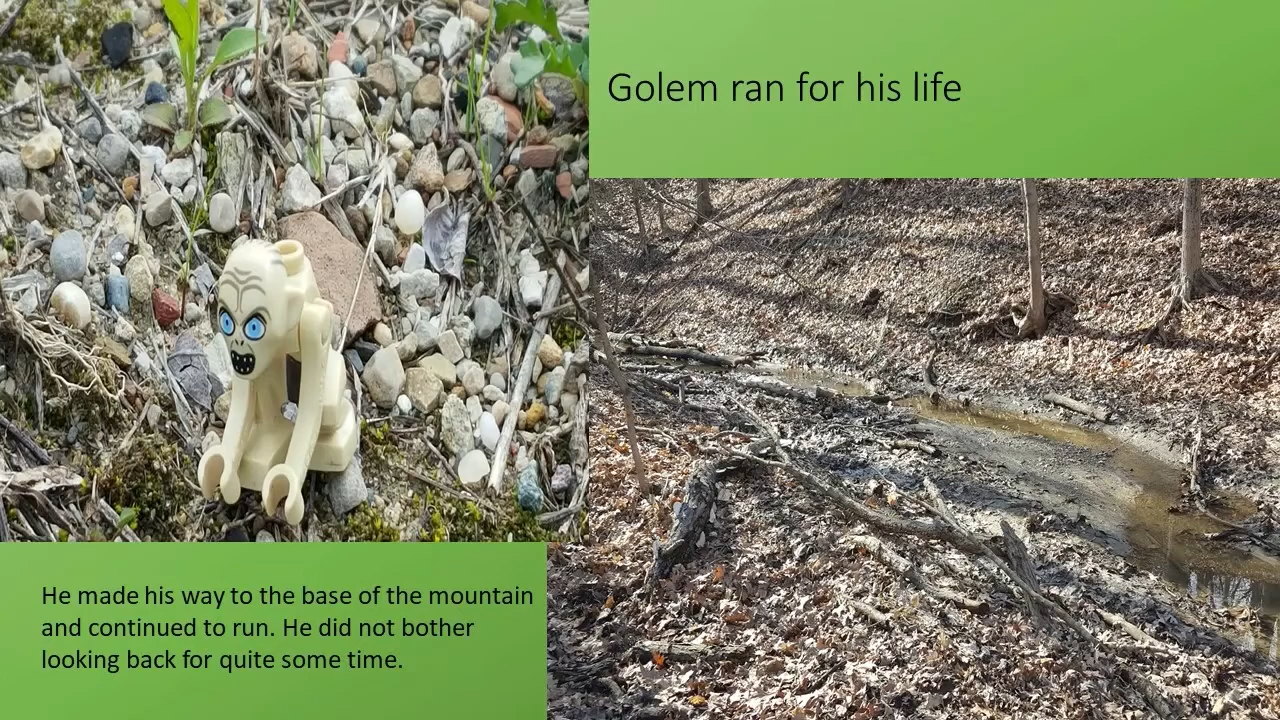 Golem ran for his life
He made his way to the base of the mountain
and continued to run. He did not bother
looking back for quite some time.